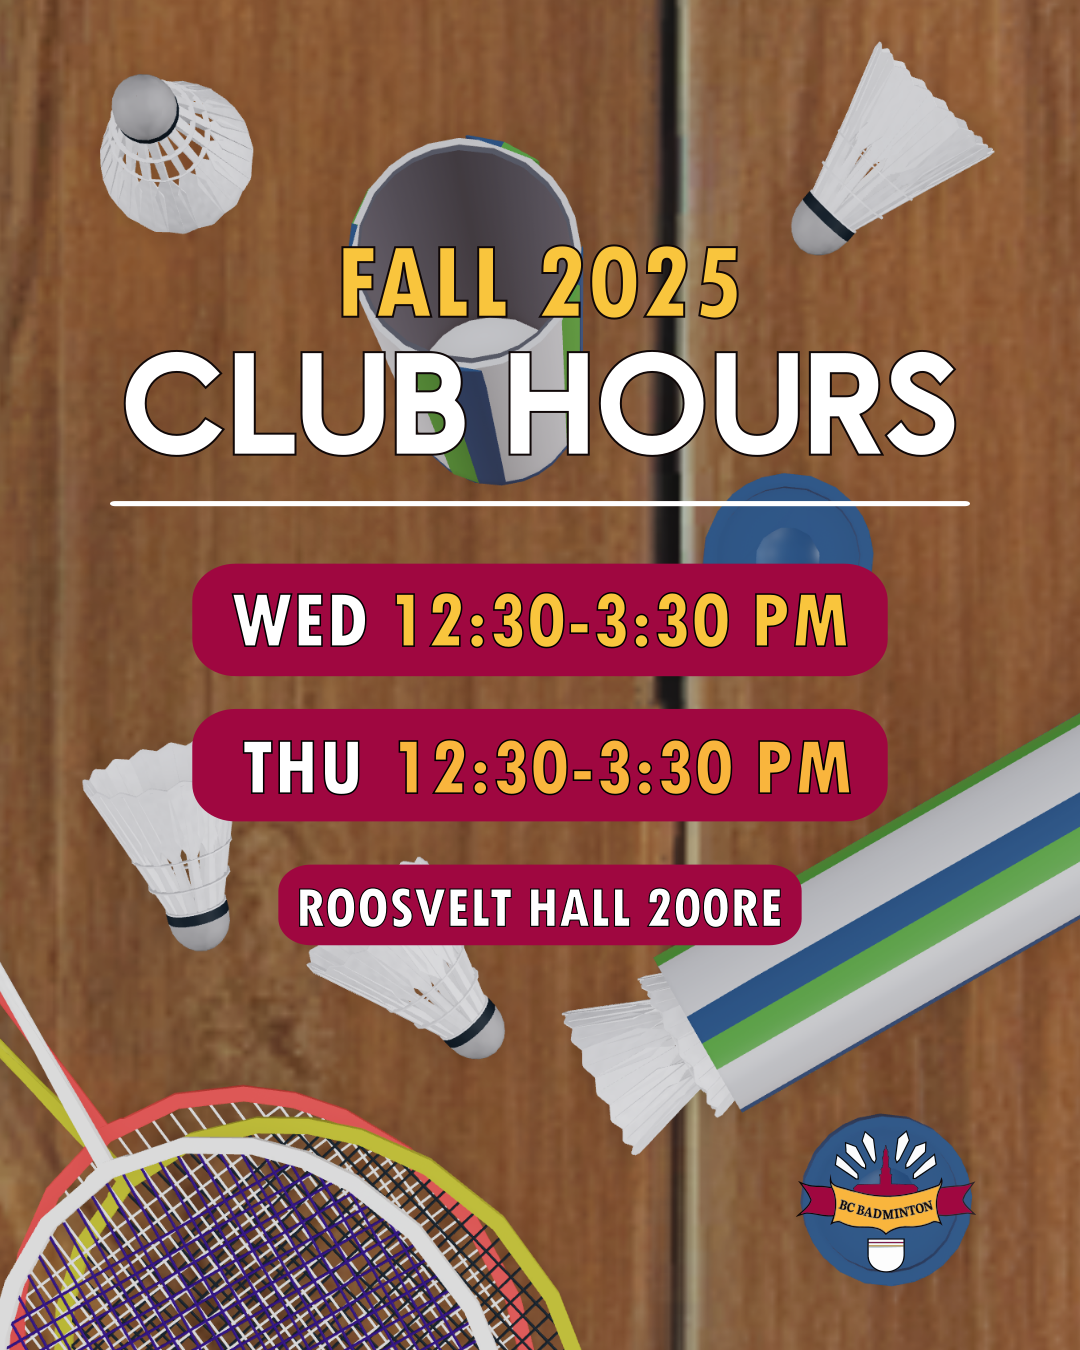 FALL 2025
CLUB HOURS
WED 12:30-3:30 PM
THU 12:30-3:30 PM
ROOSVELT HALL 200RE
BC BADMINTON